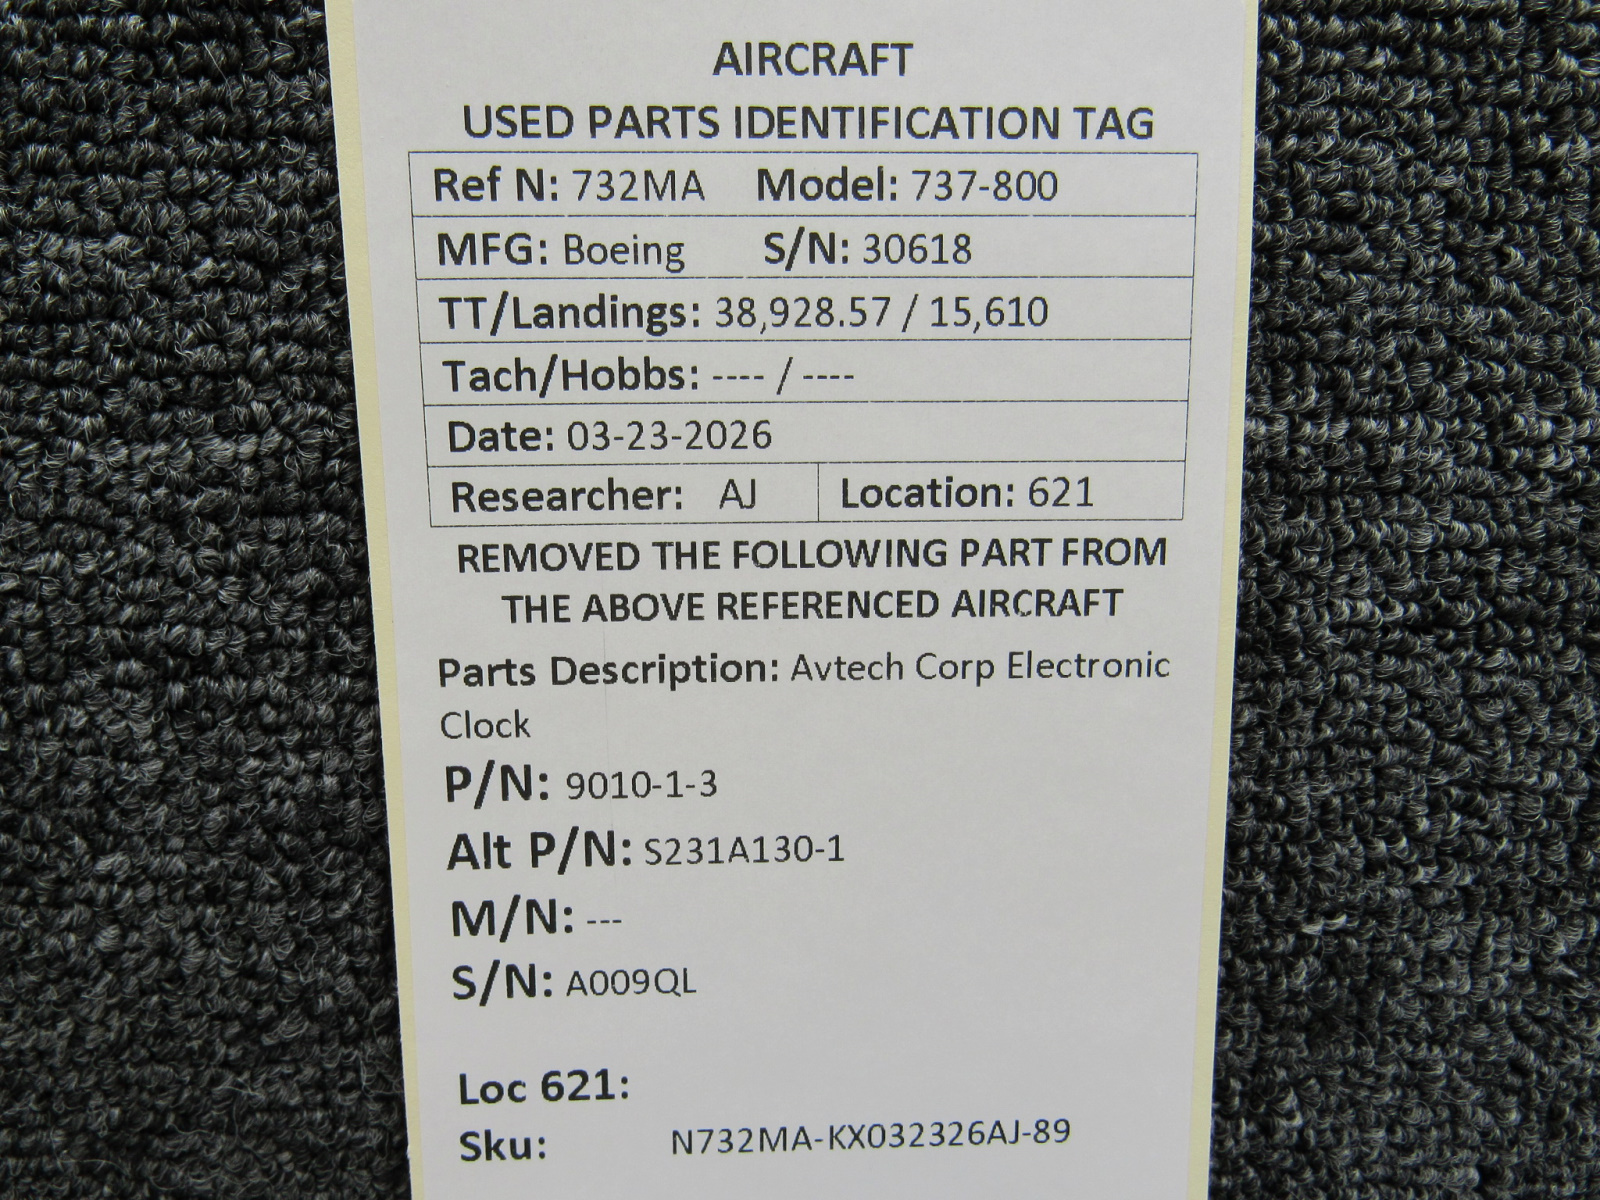 AIRCRAFT
USED PARTS IDENTIFICATION TAG
Ref N: 732MA Model: 737-800
MFG: Boeing S/N: 30618
TT/Landings: 38,928.57 / 15,610
Tach/Hobbs: ---- / ----
Date: 03-23-2026
Researcher: AJ Location: 621
REMOVED THE FOLLOWING PART FROM
THE ABOVE REFERENCED AIRCRAFT
Parts Description: Avtech Corp Electronic
Clock
P/N: 9010-1-3
Alt P/N: S231A130-1
M/N: ---
S/N: A009QL
Loc 621:
Sku: N732MA-KX032326AJ-89